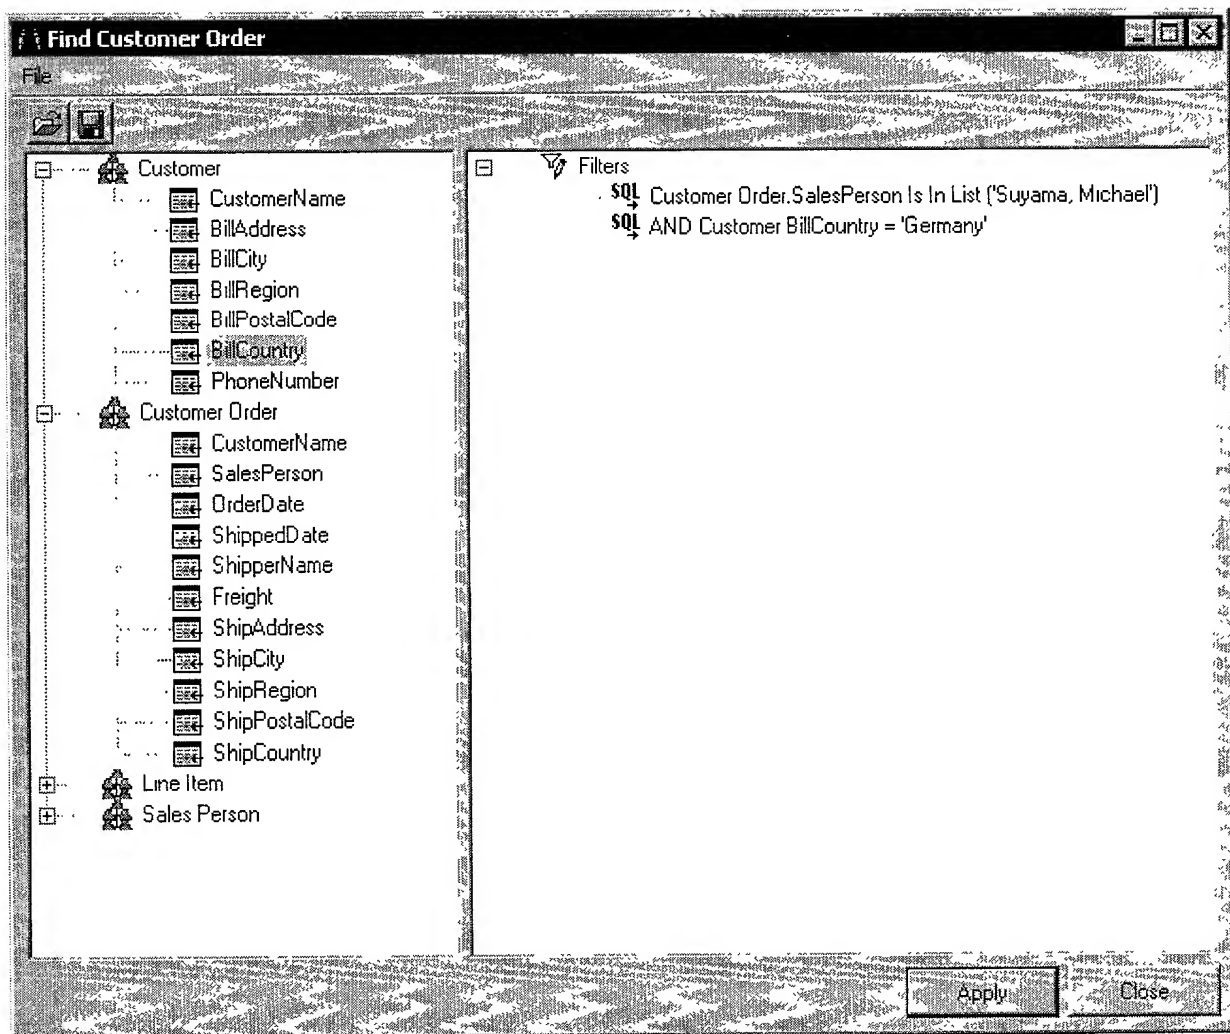 Find Customer Order
File
Customer
CustomerName
BillAddress
BillCity
BillRegion
BillPostalCode
BillCountry
PhoneNumber
Customer Order
CustomerName
SalesPerson
OrderDate
ShippedDate
ShipperName
Freight
ShipAddress
ShipCity
ShipRegion
ShipPostalCode
ShipCountry
Line Item
Sales Person
Filters
SQL Customer Order.SalesPerson Is In List ('Suyama, Michael')
SQL AND Customer BillCountry = 'Germany'
Apply
Close